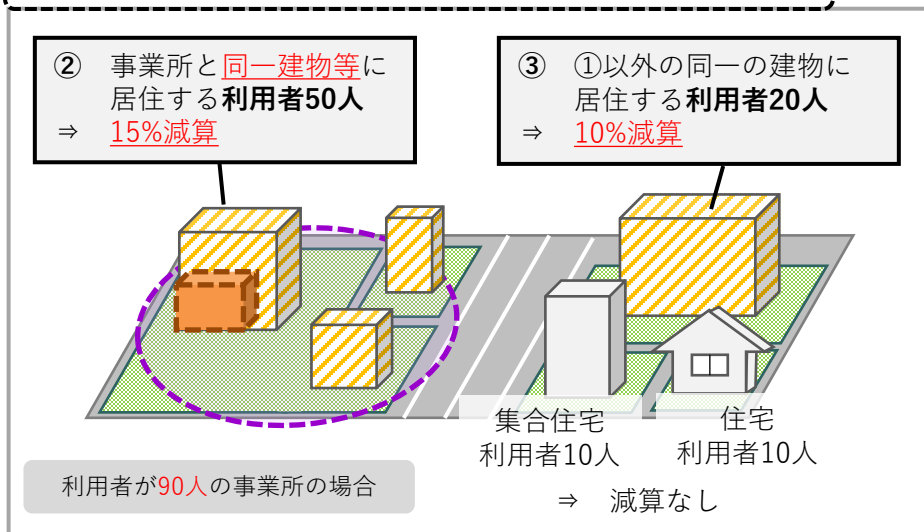 ② 事業所と同一建物等に
居住する利用者50人
⇒ 15%減算
③ ①以外の同一の建物に
居住する利用者20人
⇒ 10%減算
集合住宅
利用者10人
住宅
利用者10人
⇒ 減算なし
利用者が90人の事業所の場合